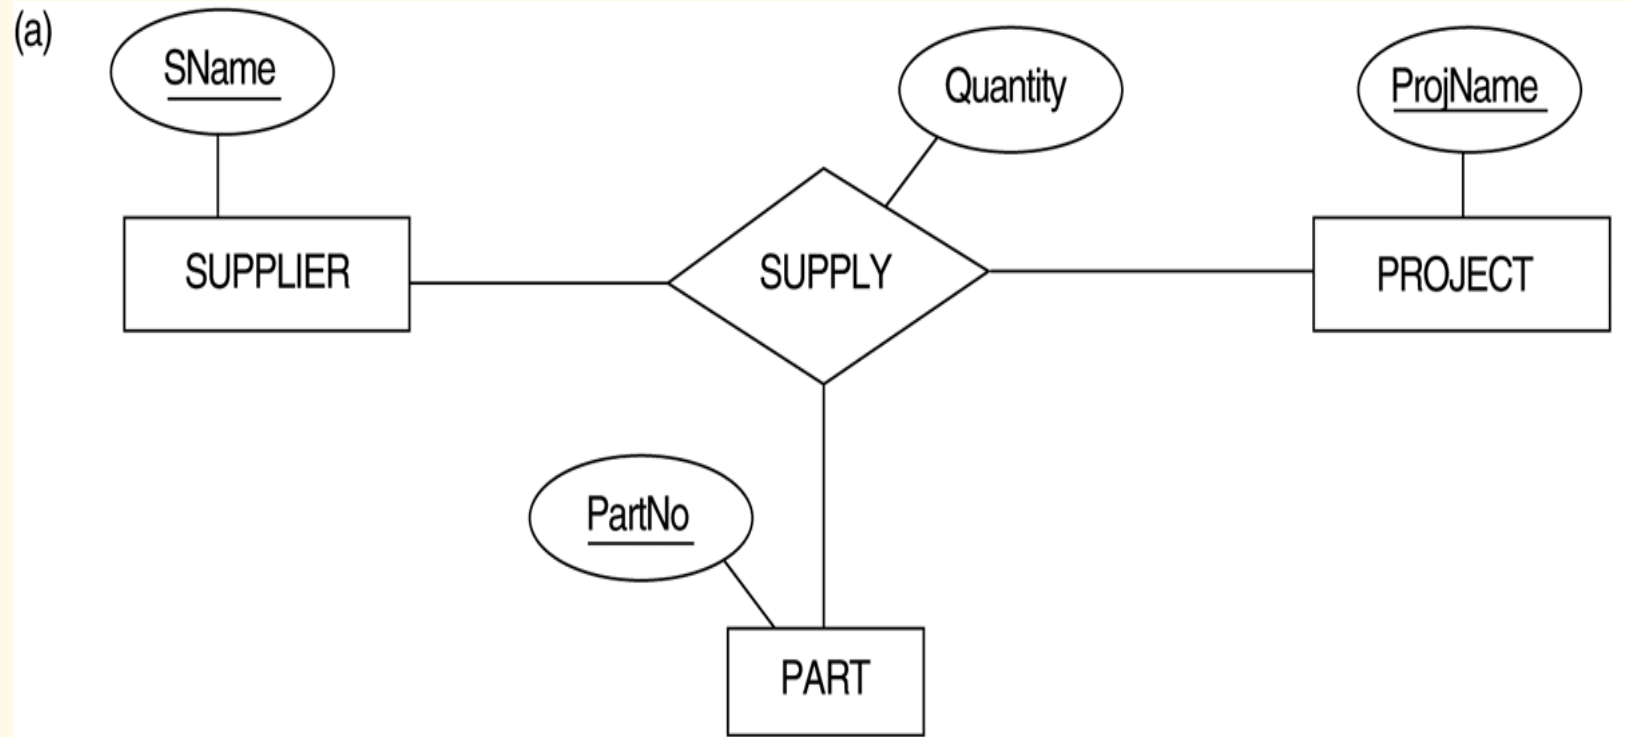 (a)
SName
Quantity
ProjName
SUPPLIER
SUPPLY
PROJECT
PartNo
PART